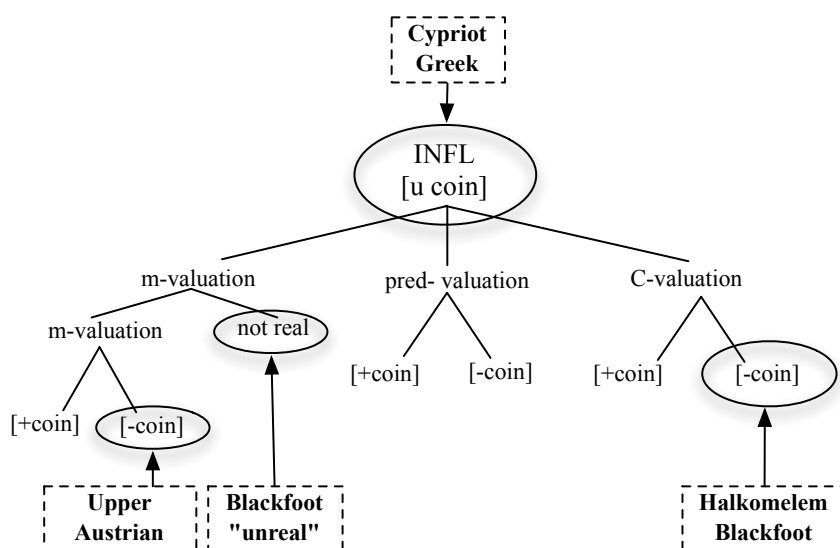 Cypriot
Greek
INFL
[u coin]
m-valuation
pred- valuation
C-valuation
m-valuation
not real
[+coin]
[-coin]
[+coin]
[-coin]
[+coin]
[-coin]
Upper
Austrian
Blackfoot
"unreal"
Halkomelem
Blackfoot